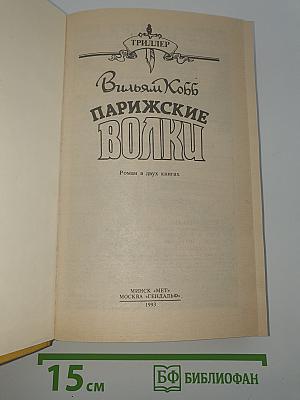 ТРИЛЛЕР
Вильям Кобб
ПАРИЖСКИЕ
ВОЛКИ
Роман в двух книгах
МИНСК «МЕТ»
МОСКВА «ГЕНДАЛЬФ»
1993
15 см
БФ БИБЛИОФАН